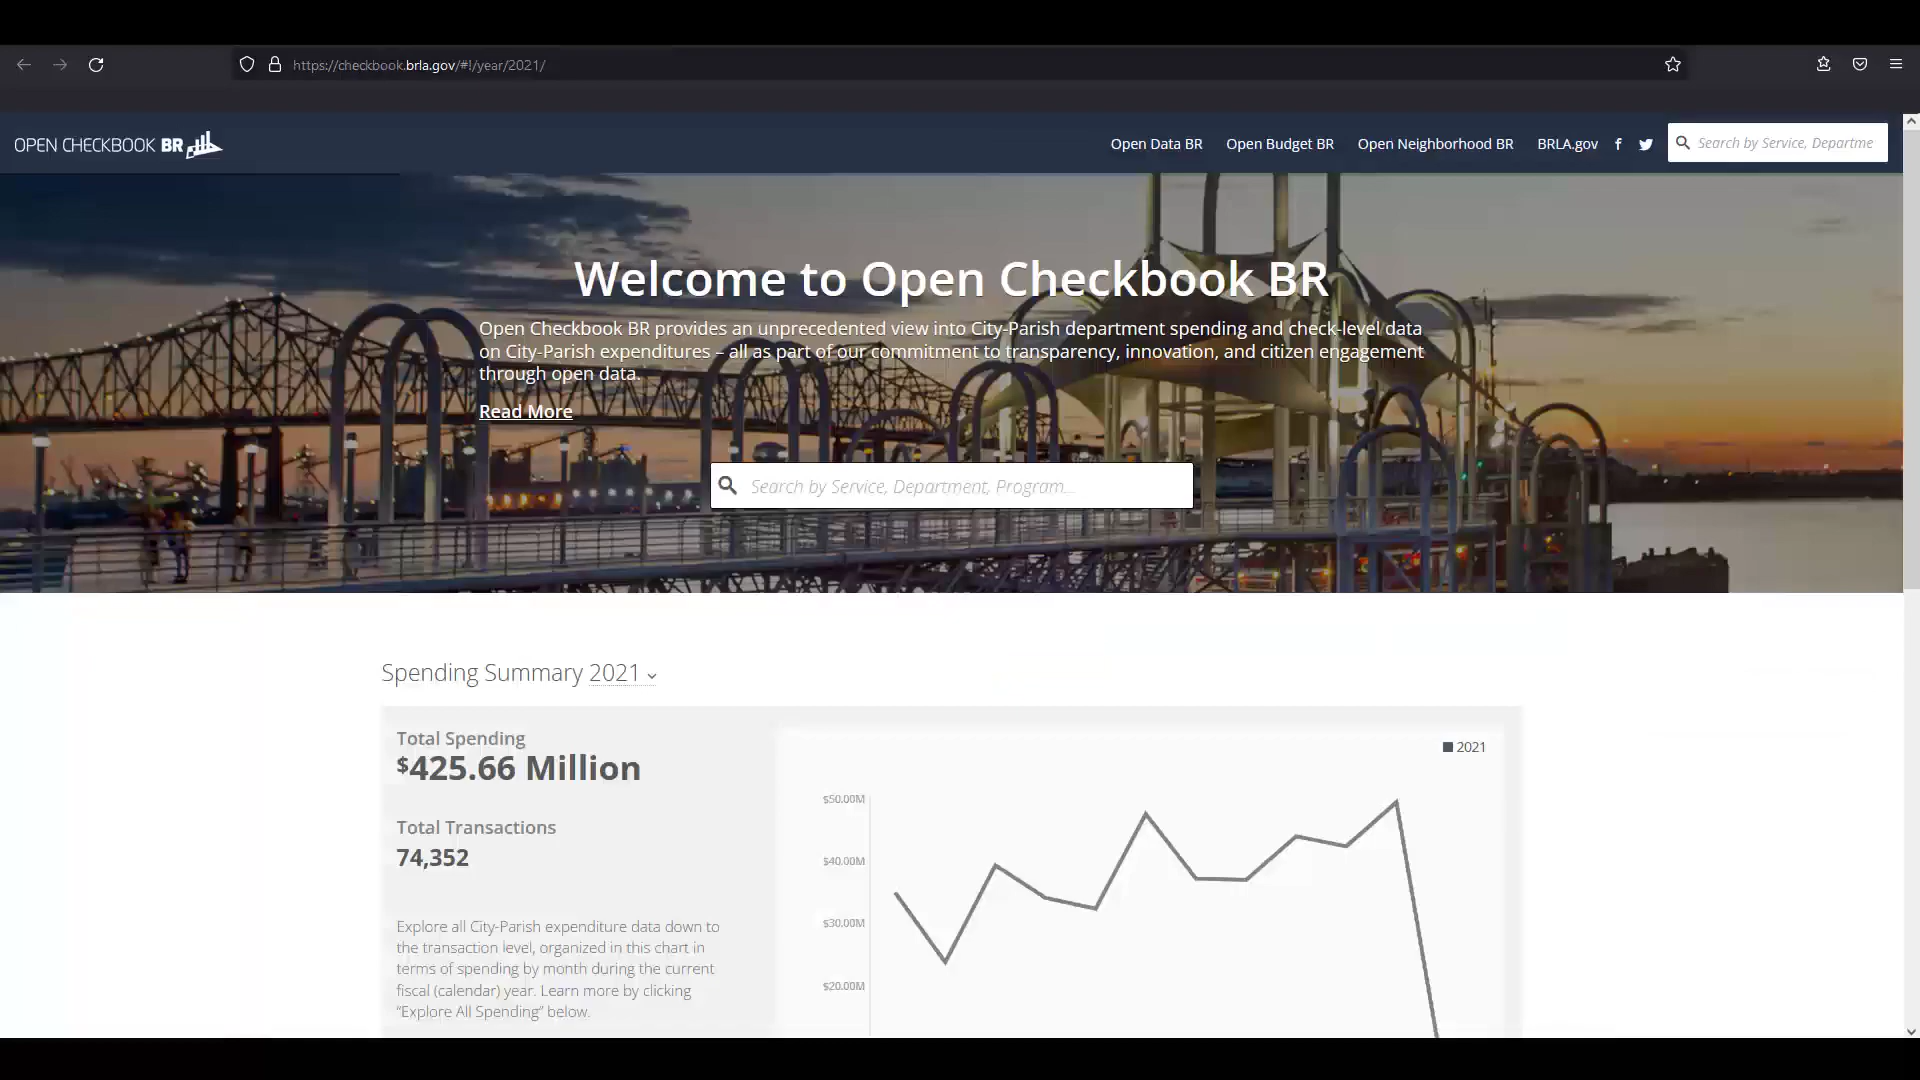 https://checkbook.brla.gov/#!/year/2021/
OPEN CHECKBOOK BR
Open Data BR
Open Budget BR
Open Neighborhood BR
BRLA.gov
Search by Service, Departme
Welcome to Open Checkbook BR
Open Checkbook BR provides an unprecedented view into City-Parish department spending and check-level data
on City-Parish expenditures – all as part of our commitment to transparency, innovation, and citizen engagement
through open data.
Read More
Search by Service, Department, Program...
Spending Summary 2021
Total Spending
$425.66 Million
Total Transactions
74,352
Explore all City-Parish expenditure data down to
the transaction level, organized in this chart in
terms of spending by month during the current
fiscal (calendar) year. Learn more by clicking
“Explore All Spending” below.
2021
$50.00M
$40.00M
$30.00M
$20.00M